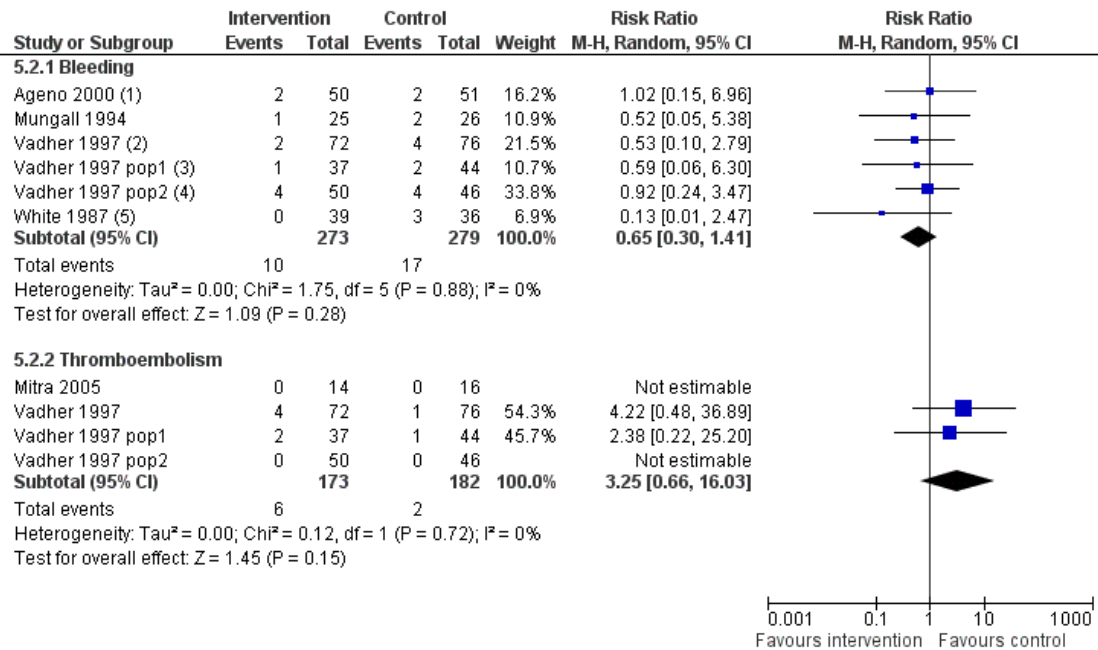 Intervention Control Risk Ratio Risk Ratio
Study or Subgroup Events Total Events Total Weight M-H, Random, 95% CI M-H, Random, 95% CI
5.2.1 Bleeding
Ageno 2000 (1) 2 50 2 51 16.2% 1.02 [0.15, 6.96]
Mungall 1994 1 25 2 26 10.9% 0.52 [0.05, 5.38]
Vadher 1997 (2) 2 72 4 76 21.5% 0.53 [0.10, 2.79]
Vadher 1997 pop1 (3) 1 37 2 44 10.7% 0.59 [0.06, 6.30]
Vadher 1997 pop2 (4) 4 50 4 46 33.8% 0.92 [0.24, 3.47]
White 1987 (5) 0 39 3 36 6.9% 0.13 [0.01, 2.47]
Subtotal (95% CI) 273 279 100.0% 0.65 [0.30, 1.41]
Total events 10 17
Heterogeneity: Tau² = 0.00; Chi² = 1.75, df = 5 (P = 0.88); I² = 0%
Test for overall effect: Z = 1.09 (P = 0.28)
5.2.2 Thromboembolism
Mitra 2005 0 14 0 16 Not estimable
Vadher 1997 4 72 1 76 54.3% 4.22 [0.48, 36.89]
Vadher 1997 pop1 2 37 1 44 45.7% 2.38 [0.22, 25.20]
Vadher 1997 pop2 0 50 0 46 Not estimable
Subtotal (95% CI) 173 182 100.0% 3.25 [0.66, 16.03]
Total events 6 2
Heterogeneity: Tau² = 0.00; Chi² = 0.12, df = 1 (P = 0.72); I² = 0%
Test for overall effect: Z = 1.45 (P = 0.15)
0.001 0.1 1 10 1000
Favours intervention Favours control